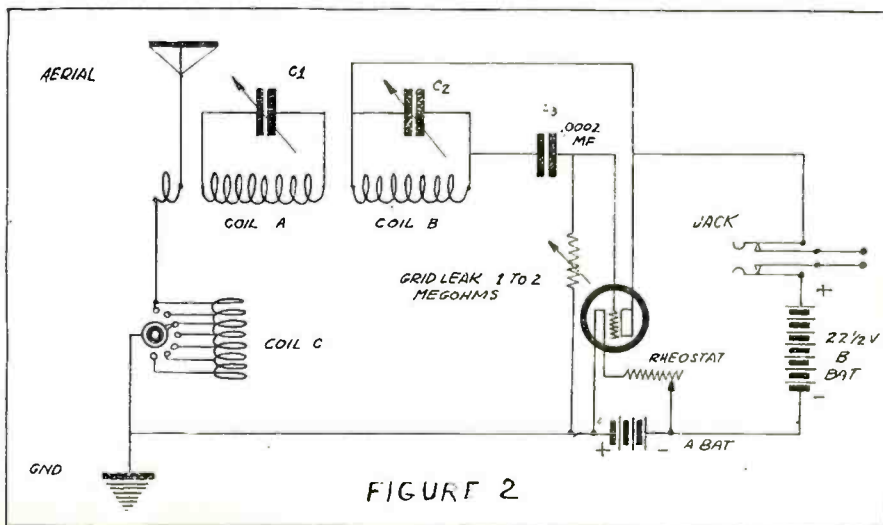 AERIAL
C1
C2
.0002
MF
COIL A
COIL B
JACK
GRID LEAK 1 TO 2
MEGOHMS
+
COIL C
22 1/2 V
B
BAT
RHEOSTAT
-
+
-
A BAT
GND
FIGURE 2